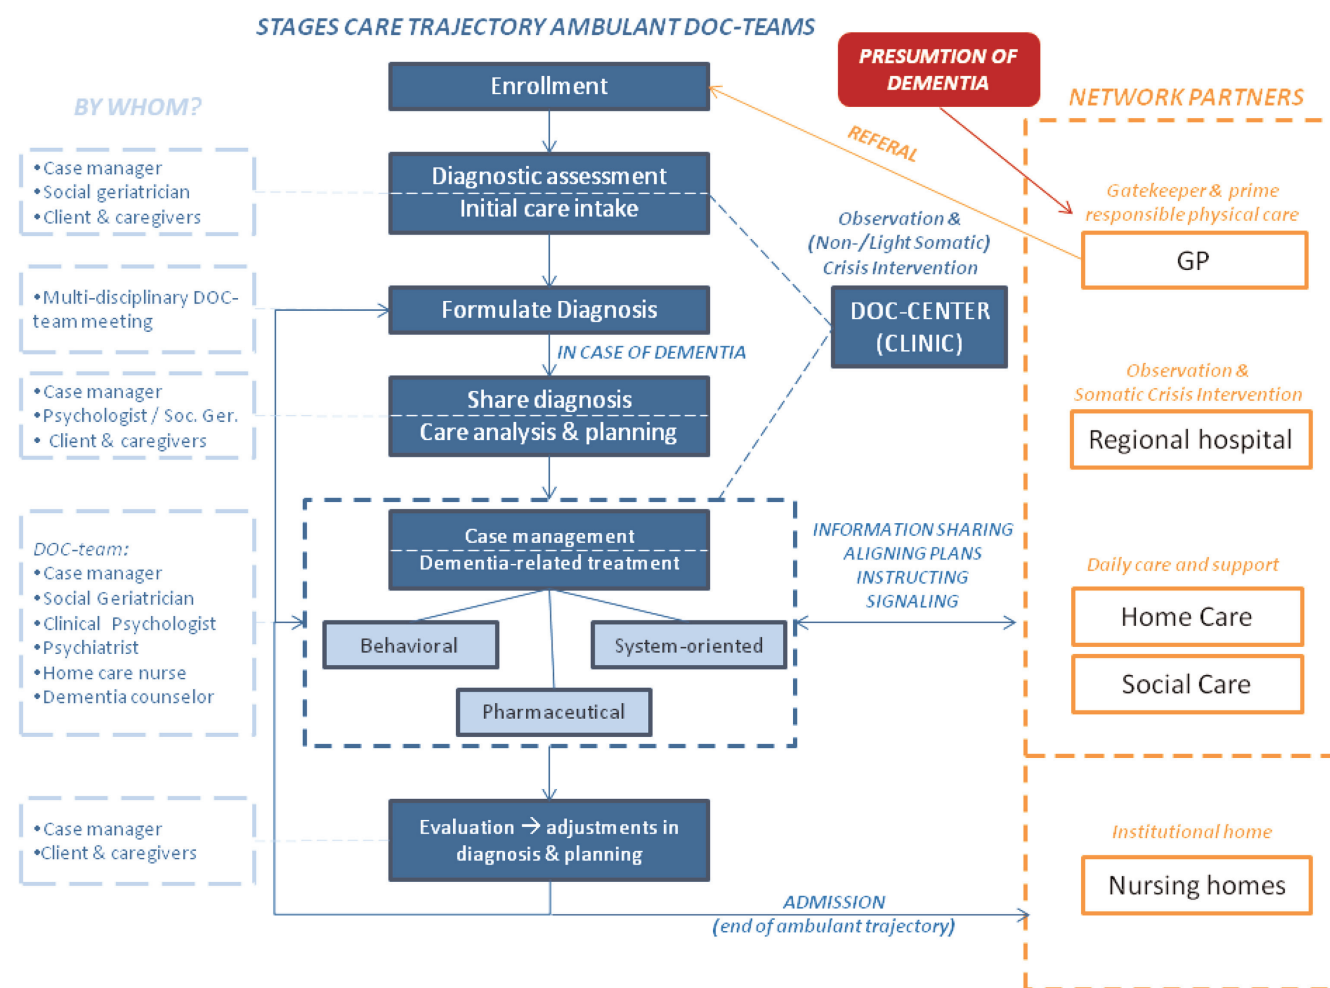 STAGES CARE TRAJECTORY AMBULANT DOC-TEAMS
BY WHOM?
•Case manager
•Social geriatrician
•Client & caregivers
•Multi-disciplinary DOC-
team meeting
•Case manager
•Psychologist / Soc. Ger.
• Client & caregivers
DOC-team:
•Case manager
•Social Geriatrician
•Clinical Psychologist
•Psychiatrist
•Home care nurse
•Dementia counselor
•Case manager
•Client & caregivers
Enrollment
Diagnostic assessment
Initial care intake
Formulate Diagnosis
IN CASE OF DEMENTIA
Share diagnosis
Care analysis & planning
Case management
Dementia-related treatment
Behavioral
System-oriented
Pharmaceutical
Evaluation → adjustments in
diagnosis & planning
ADMISSION
(end of ambulant trajectory)
Observation &
(Non-/Light Somatic)
Crisis Intervention
DOC-CENTER
(CLINIC)
INFORMATION SHARING
ALIGNING PLANS
INSTRUCTING
SIGNALING
PRESUMTION OF
DEMENTIA
REFERAL
NETWORK PARTNERS
Gatekeeper & prime
responsible physical care
GP
Observation &
Somatic Crisis Intervention
Regional hospital
Daily care and support
Home Care
Social Care
Institutional home
Nursing homes